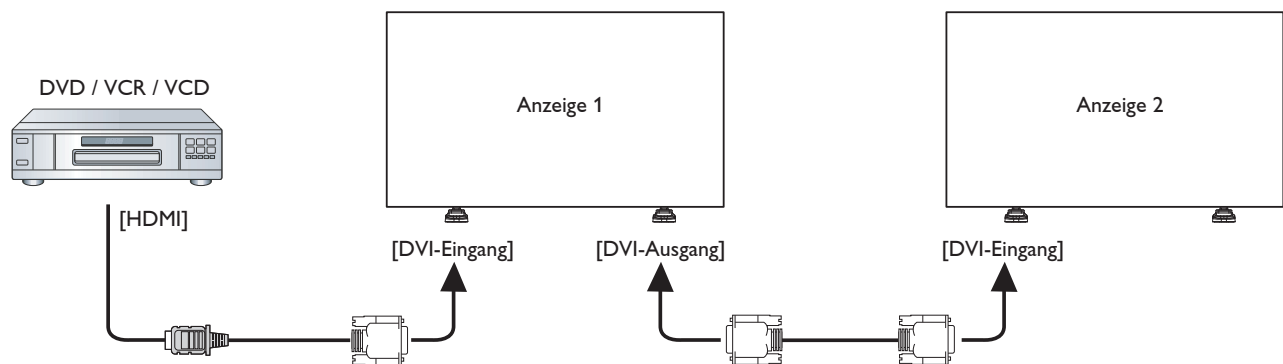 DVD / VCR / VCD
Anzeige 1
Anzeige 2
[HDMI]
[DVI-Eingang]
[DVI-Ausgang]
[DVI-Eingang]